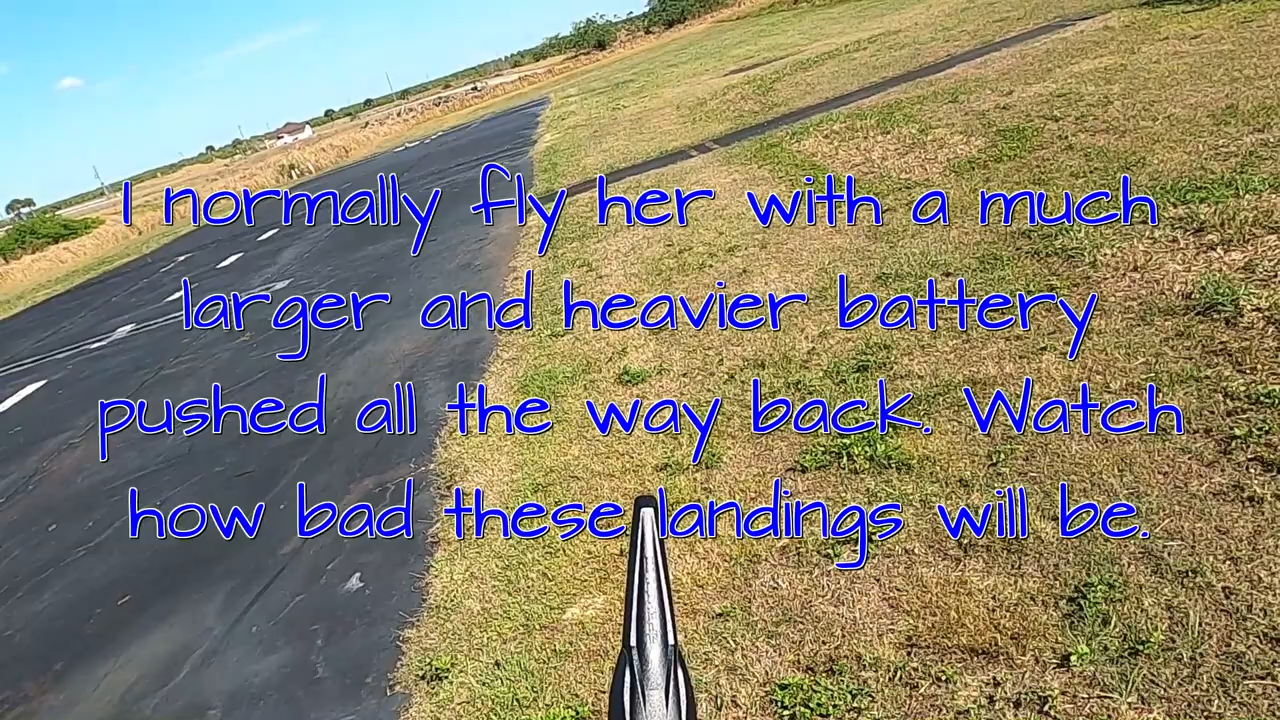 I normally fly her with a much
larger and heavier battery
pushed all the way back. Watch
how bad these landings will be.